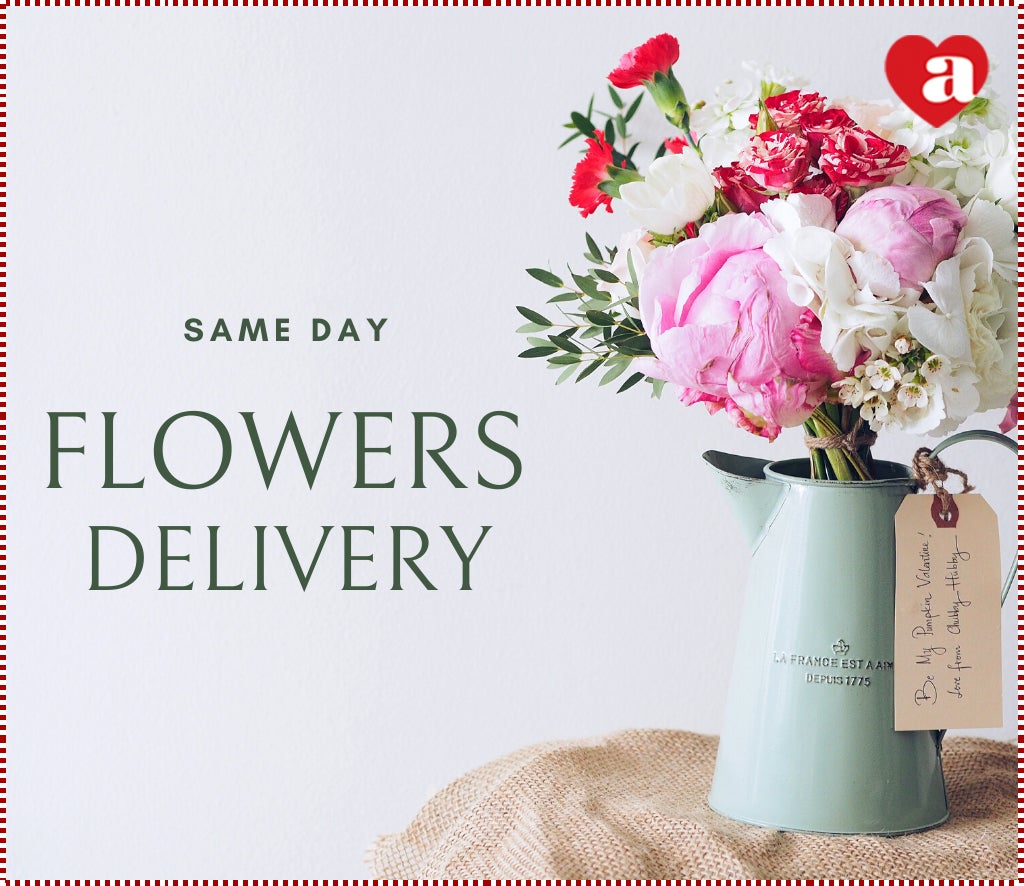 a
SAME DAY
FLOWERS
DELIVERY
LA FRANCE EST A AIM
DEPUIS 1775
Be My Pumpkin Valentine!
Love from Chubby Hubby